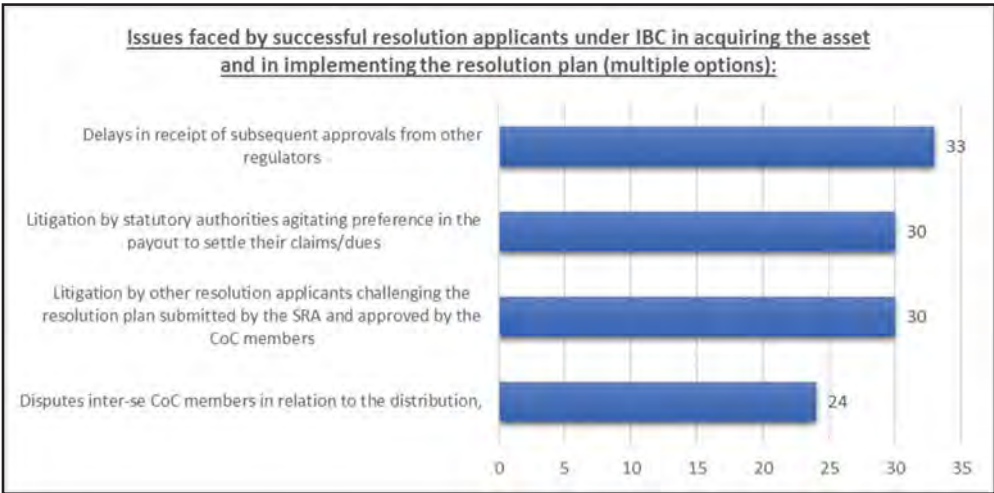 Issues faced by successful resolution applicants under IBC in acquiring the asset
and in implementing the resolution plan (multiple options):
Delays in receipt of subsequent approvals from other
regulators
33
Litigation by statutory authorities agitating preference in the
payout to settle their claims/dues
30
Litigation by other resolution applicants challenging the
resolution plan submitted by the SRA and approved by the
CoC members
30
Disputes inter-se CoC members in relation to the distribution,
24
0 5 10 15 20 25 30 35